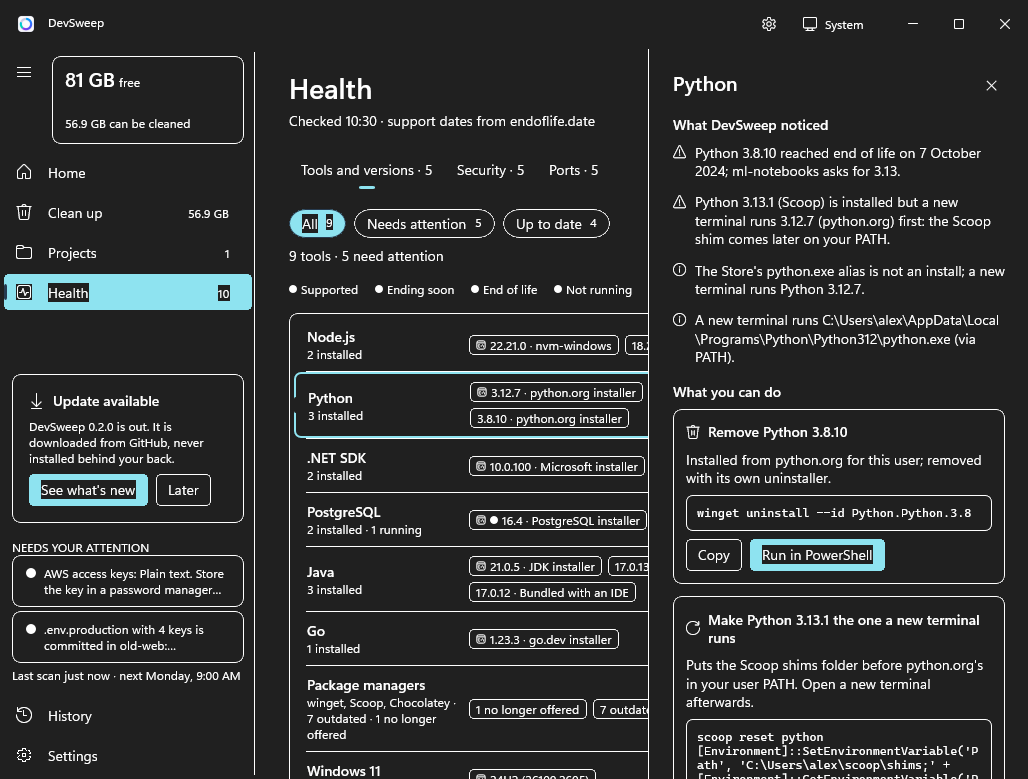 DevSweep
System
81 GB free
56.9 GB can be cleaned
Home
Clean up 56.9 GB
Projects 1
Health 10
Update available
DevSweep 0.2.0 is out. It is
downloaded from GitHub, never
installed behind your back.
See what's new Later
NEEDS YOUR ATTENTION
AWS access keys: Plain text. Store
the key in a password manager...
.env.production with 4 keys is
committed in old-web:...
Last scan just now · next Monday, 9:00 AM
History
Settings
Health
Checked 10:30 · support dates from endoflife.date
Tools and versions · 5 Security · 5 Ports · 5
All 9 Needs attention 5 Up to date 4
9 tools · 5 need attention
Supported Ending soon End of life Not running
Node.js
2 installed
22.21.0 · nvm-windows 18.2
Python
3 installed
3.12.7 · python.org installer
3.8.10 · python.org installer
.NET SDK
2 installed
10.0.100 · Microsoft installer
PostgreSQL
2 installed · 1 running
16.4 · PostgreSQL installer
Java
3 installed
21.0.5 · JDK installer 17.0.13
17.0.12 · Bundled with an IDE
Go
1 installed
1.23.3 · go.dev installer
Package managers
winget, Scoop, Chocolatey ·
7 outdated · 1 no longer
offered
1 no longer offered 7 outdate
Windows 11
Python
What DevSweep noticed
Python 3.8.10 reached end of life on 7 October
2024; ml-notebooks asks for 3.13.
Python 3.13.1 (Scoop) is installed but a new
terminal runs 3.12.7 (python.org) first: the Scoop
shim comes later on your PATH.
The Store's python.exe alias is not an install; a new
terminal runs Python 3.12.7.
A new terminal runs C:\Users\alex\AppData\Local
\Programs\Python\Python312\python.exe (via
PATH).
What you can do
Remove Python 3.8.10
Installed from python.org for this user; removed
with its own uninstaller.
winget uninstall --id Python.Python.3.8
Copy Run in PowerShell
Make Python 3.13.1 the one a new terminal
runs
Puts the Scoop shims folder before python.org's
in your user PATH. Open a new terminal
afterwards.
scoop reset python
[Environment]::SetEnvironmentVariable('P
ath', 'C:\Users\alex\scoop\shims;' +